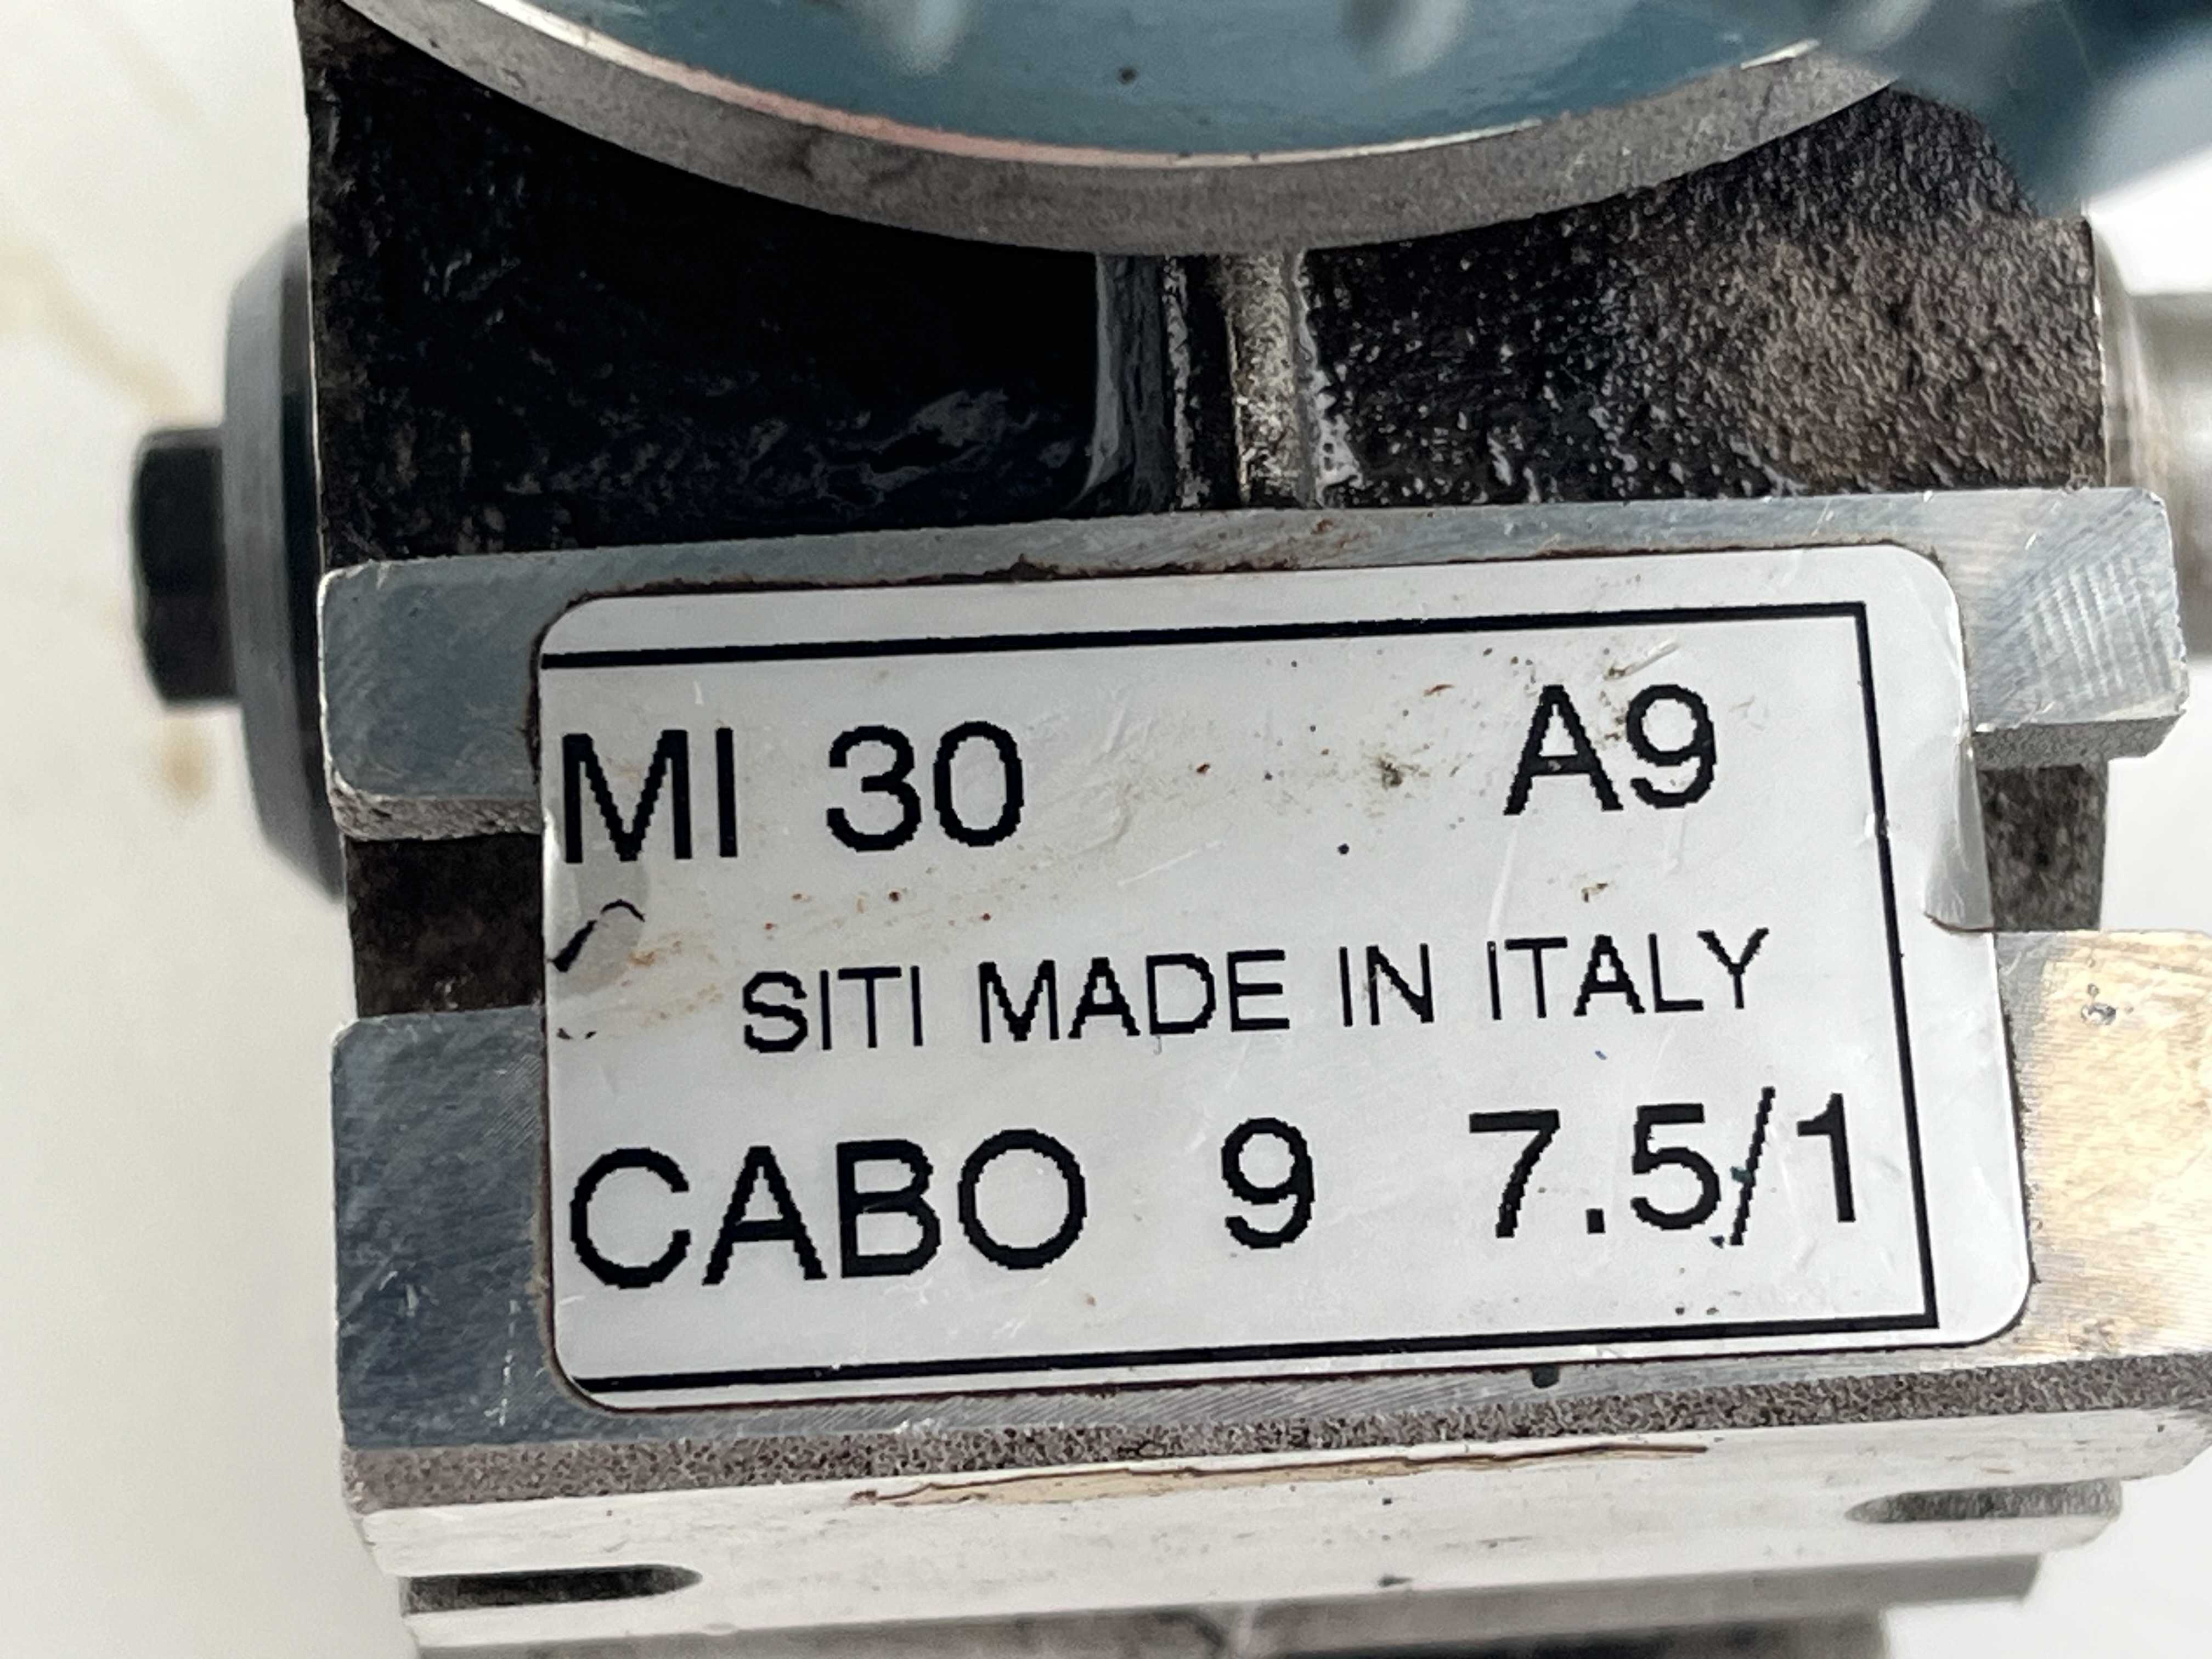 MI 30 A9
SITI MADE IN ITALY
CABO 9 7.5/1